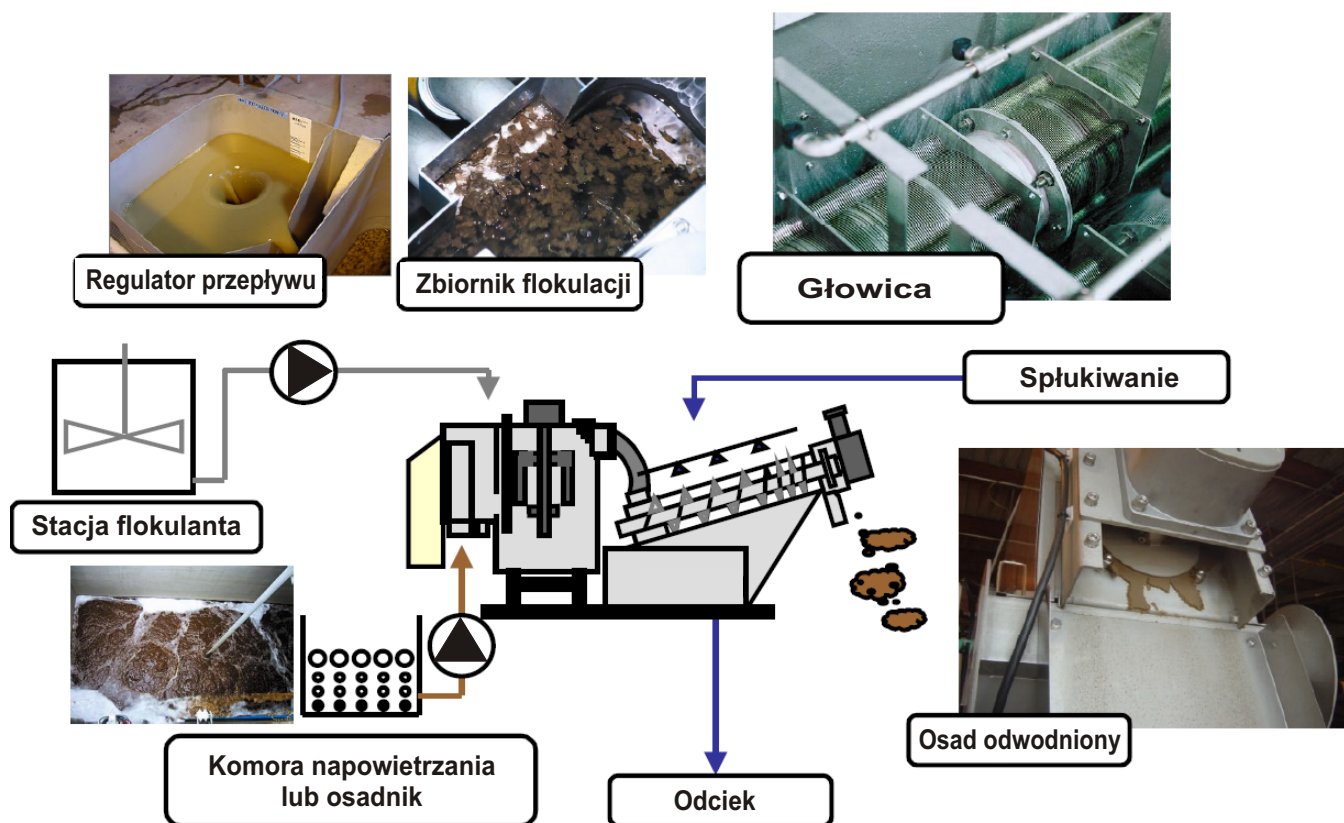 Regulator przepływu
Zbiornik flokulacji
Głowica
Spłukiwanie
Stacja flokulanta
Osad odwodniony
Komora napowietrzania
lub osadnik
Odciek